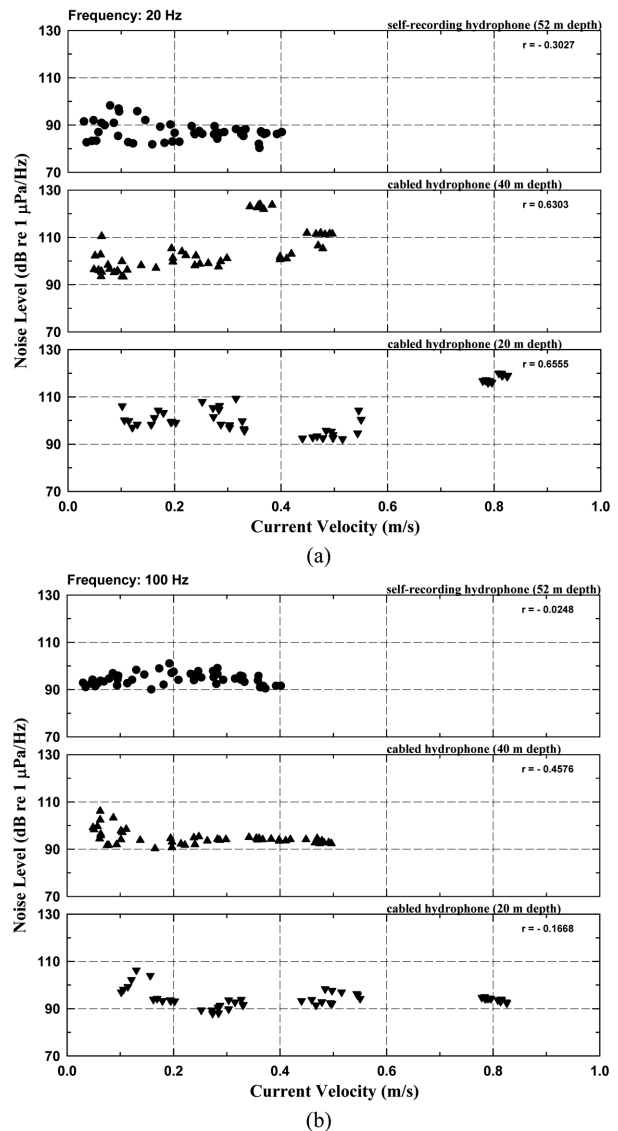 Frequency: 20 Hz
self-recording hydrophone (52 m depth)
r = - 0.3027
130
110
90
70
cabled hydrophone (40 m depth)
r = 0.6303
130
110
90
70
cabled hydrophone (20 m depth)
r = 0.6555
130
110
90
70
Noise Level (dB re 1 μPa/Hz)
0.0 0.2 0.4 0.6 0.8 1.0
Current Velocity (m/s)
(a)
Frequency: 100 Hz
self-recording hydrophone (52 m depth)
r = - 0.0248
130
110
90
70
cabled hydrophone (40 m depth)
r = - 0.4576
130
110
90
70
cabled hydrophone (20 m depth)
r = - 0.1668
130
110
90
70
Noise Level (dB re 1 μPa/Hz)
0.0 0.2 0.4 0.6 0.8 1.0
Current Velocity (m/s)
(b)